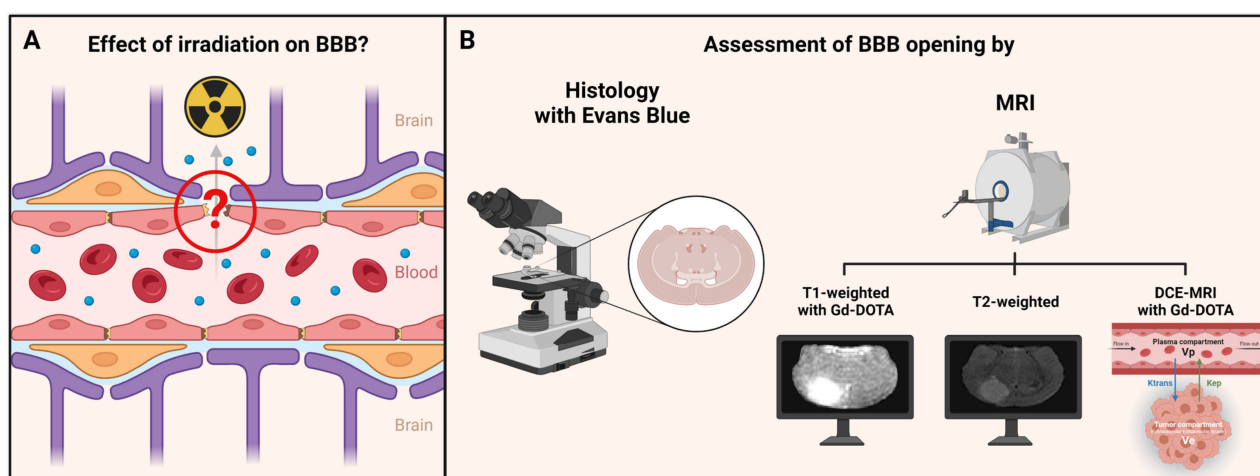 A
Effect of irradiation on BBB?
Brain
?
Blood
Brain
B
Assessment of BBB opening by
Histology
with Evans Blue
MRI
T1-weighted
with Gd-DOTA
T2-weighted
DCE-MRI
with Gd-DOTA
Flow in
Plasma compartment
Flow out
Vp
Ktrans
Kep
Tumor compartment
Ve